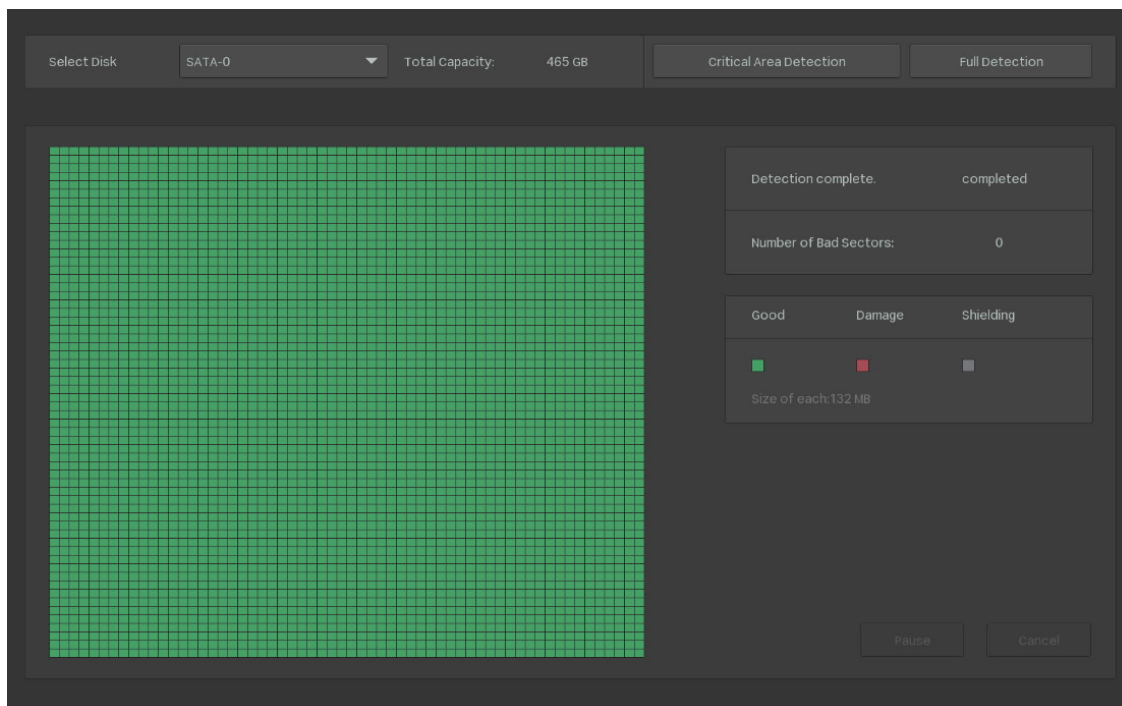 Select Disk SATA-0 Total Capacity: 465 GB Critical Area Detection Full Detection
Detection complete. completed
Number of Bad Sectors: 0
Good Damage Shielding
Size of each:132 MB
Pause Cancel